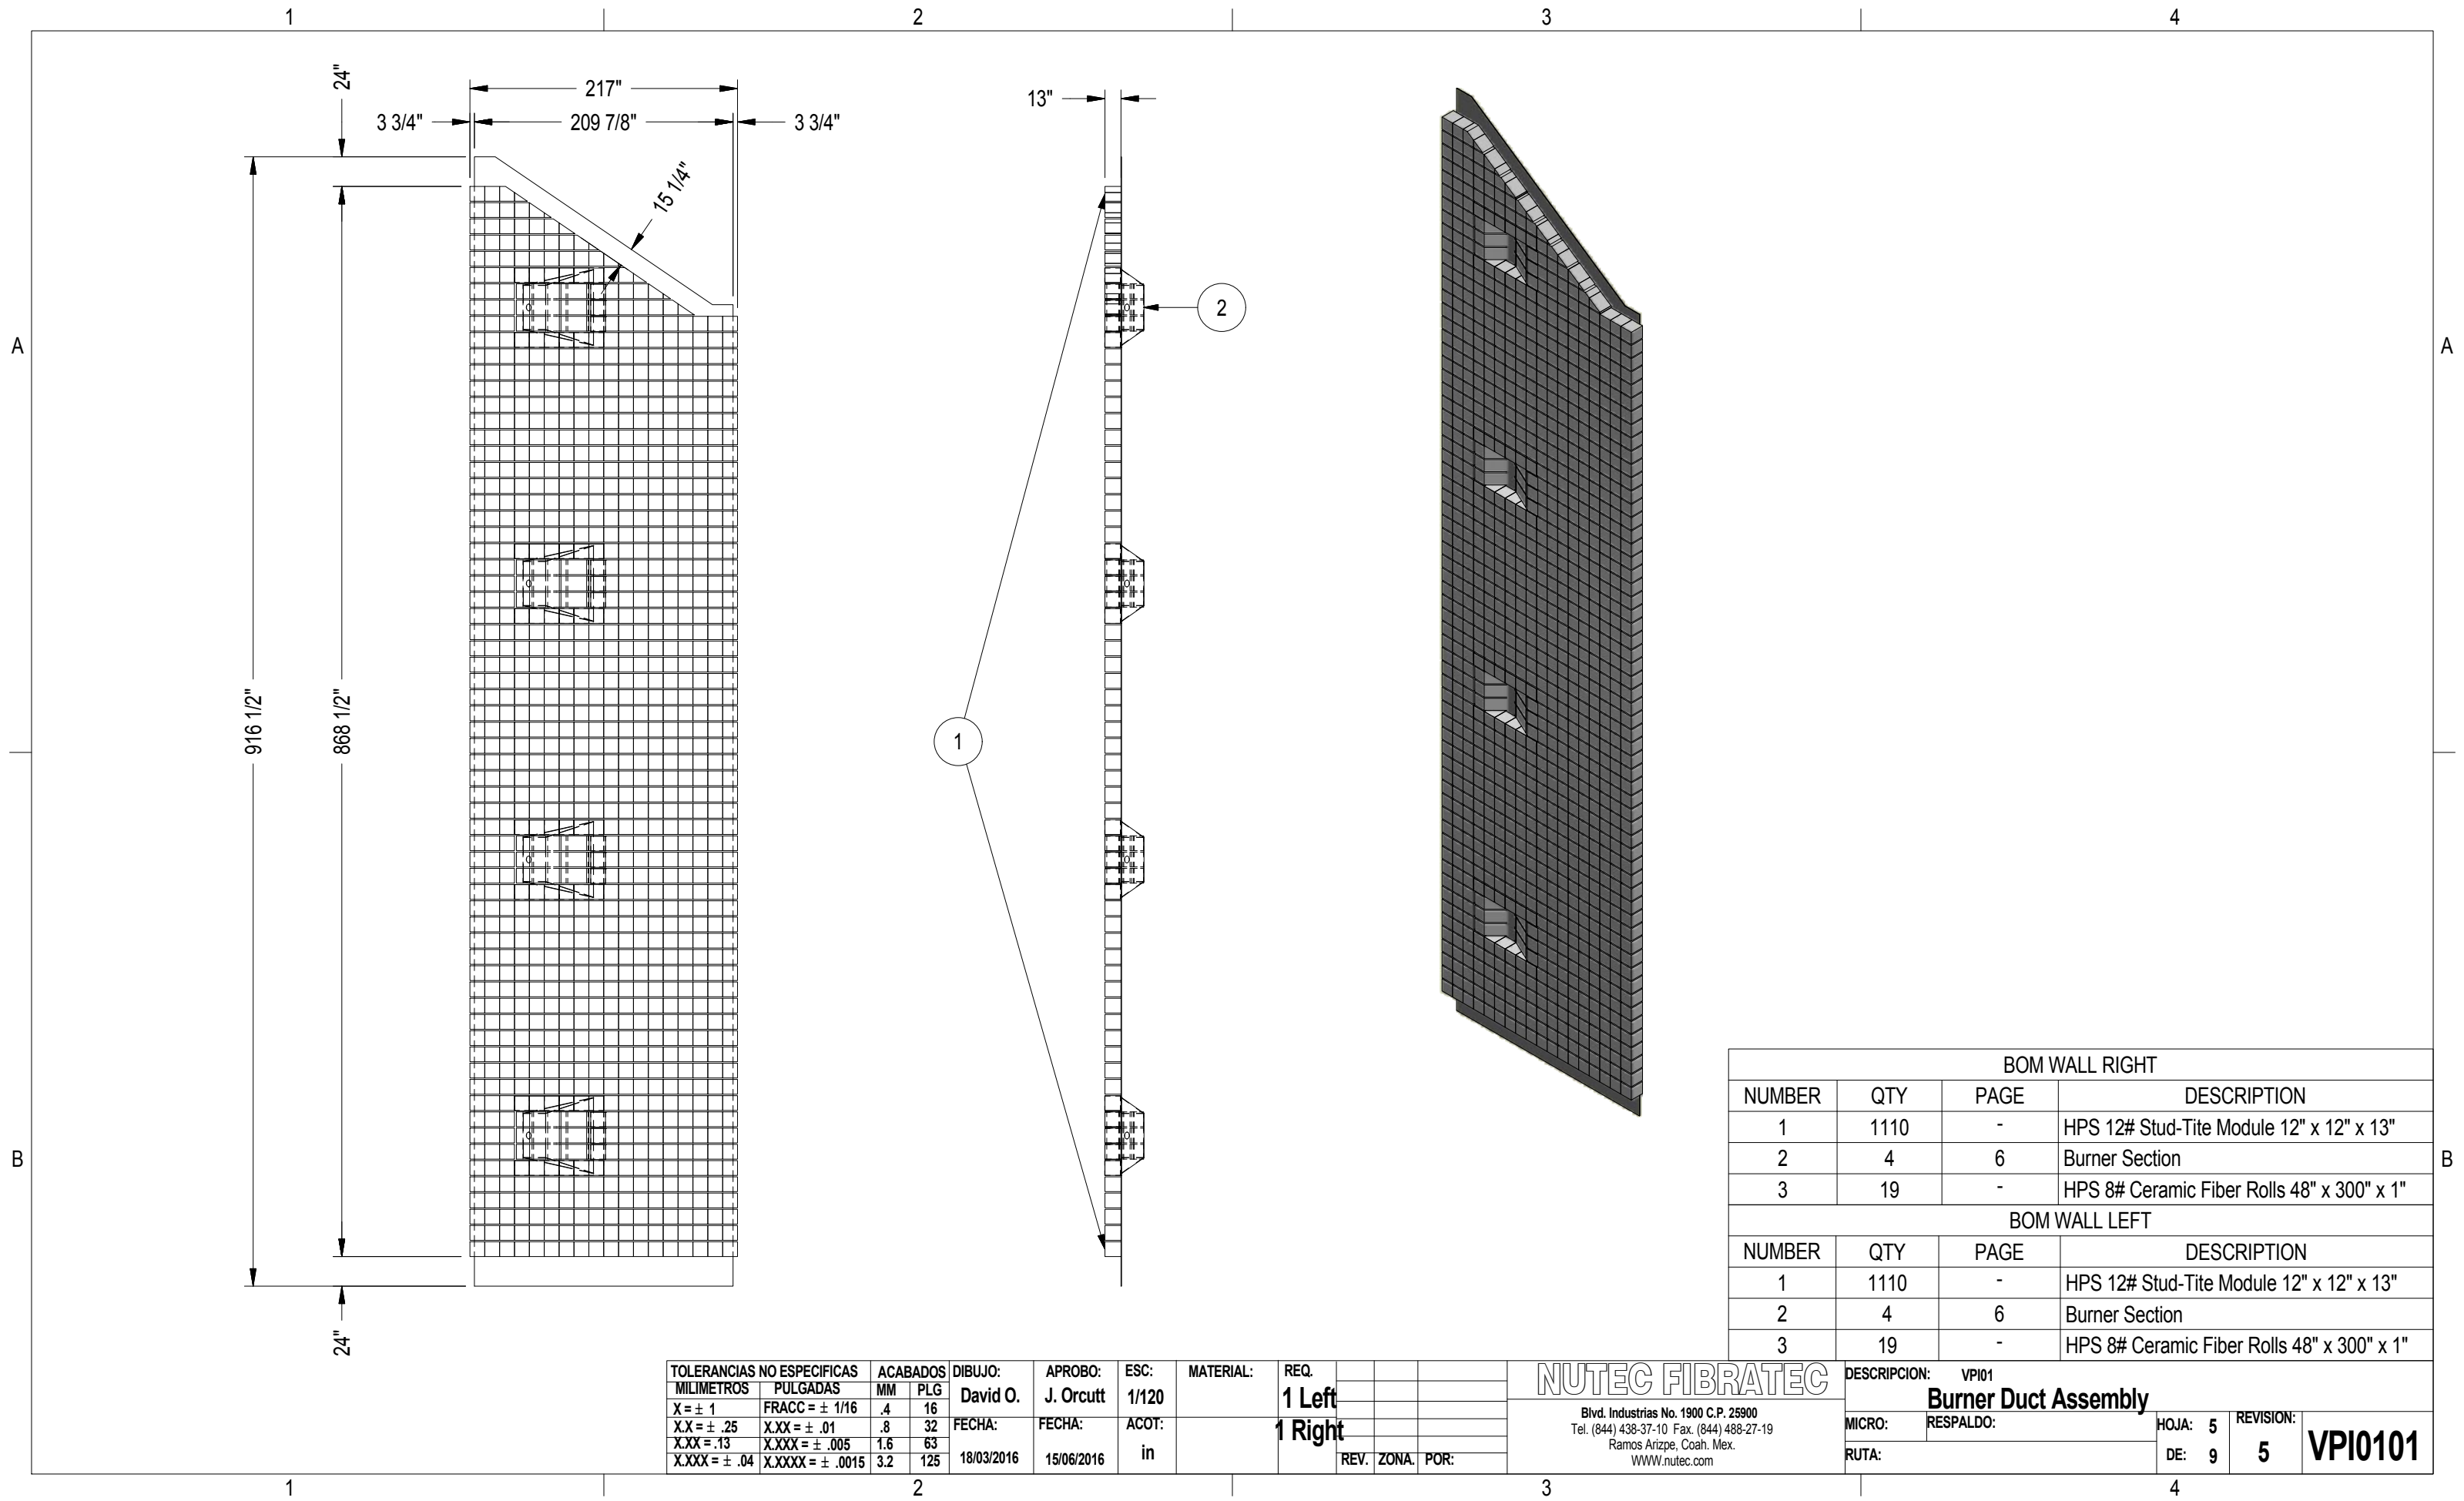 1 2 3 4
24"
217"
3 3/4" 209 7/8" 3 3/4"
15 1/4"
13"
2
A A
916 1/2"
868 1/2"
1
B B
24"
BOM WALL RIGHT
NUMBER QTY PAGE DESCRIPTION
1 1110 - HPS 12# Stud-Tite Module 12" x 12" x 13"
2 4 6 Burner Section
3 19 - HPS 8# Ceramic Fiber Rolls 48" x 300" x 1"
BOM WALL LEFT
NUMBER QTY PAGE DESCRIPTION
1 1110 - HPS 12# Stud-Tite Module 12" x 12" x 13"
2 4 6 Burner Section
3 19 - HPS 8# Ceramic Fiber Rolls 48" x 300" x 1"
TOLERANCIAS NO ESPECIFICAS ACABADOS
MILIMETROS PULGADAS MM PLG
X = ± 1 FRACC = ± 1/16 .4 16
X.X = ± .25 X.XX = ± .01 .8 32
X.XX = .13 X.XXX = ± .005 1.6 63
X.XXX = ± .04 X.XXXX = ± .0015 3.2 125
DIBUJO: APROBO: ESC: MATERIAL: REQ.
David O. J. Orcutt 1/120 1 Left
FECHA: FECHA: ACOT: 1 Right
18/03/2016 15/06/2016 in
REV. ZONA. POR:
NUTEC FIBRATEC
Blvd. Industrias No. 1900 C.P. 25900
Tel. (844) 438-37-10 Fax. (844) 488-27-19
Ramos Arizpe, Coah. Mex.
WWW.nutec.com
DESCRIPCION: VPI01
Burner Duct Assembly
MICRO: RESPALDO:
RUTA:
HOJA: 5
DE: 9
REVISION:
5
VPI0101
1 2 3 4